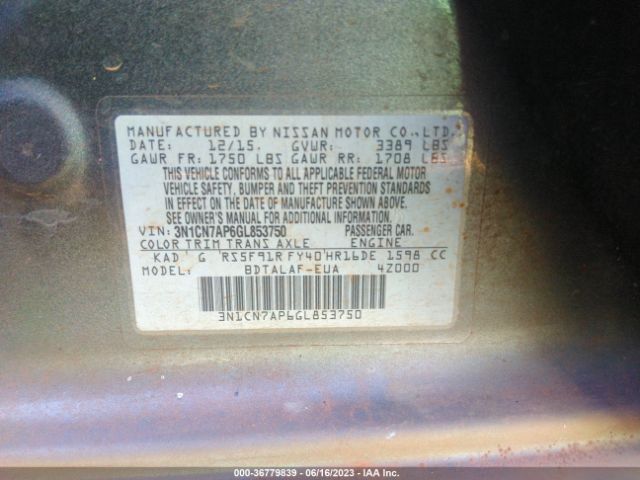 MANUFACTURED BY NISSAN MOTOR CO., LTD.
DATE: 12/15. GVWR: 3389 LBS
GAWR FR: 1750 LBS GAWR RR: 1708 LBS
THIS VEHICLE CONFORMS TO ALL APPLICABLE FEDERAL MOTOR
VEHICLE SAFETY, BUMPER AND THEFT PREVENTION STANDARDS
IN EFFECT ON THE DATE OF MANUFACTURE SHOWN ABOVE.
SEE OWNER'S MANUAL FOR ADDITIONAL INFORMATION.
VIN: 3N1CN7AP6GL853750 PASSENGER CAR.
COLOR TRIM TRANS AXLE ENGINE
KAD G 'RS5F91R FY40'HR16DE 1598 CC
MODEL: BDTALAF-EUA 4Z000
3N1CN7AP6GL853750
000-36779839 - 06/16/2023 - IAA Inc.